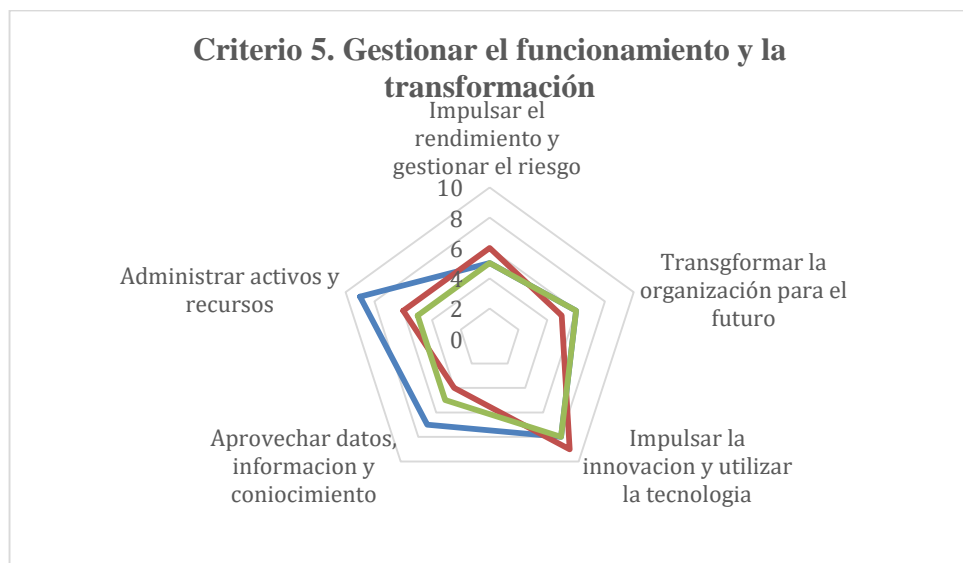 Criterio 5. Gestionar el funcionamiento y la
transformación
Impulsar el
rendimiento y
gestionar el riesgo
10
8
6
4
2
0
Transgformar la
organización para el
futuro
Impulsar la
innovacion y utilizar
la tecnologia
Aprovechar datos,
informacion y
coniocimiento
Administrar activos y
recursos